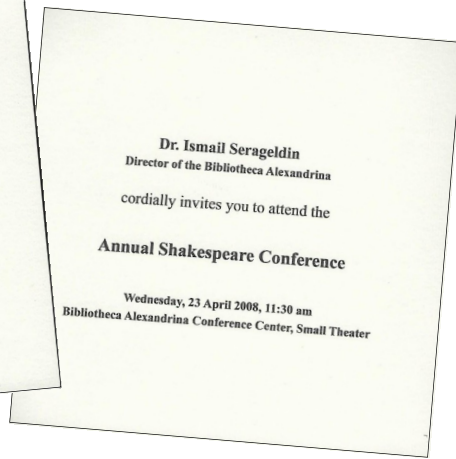 Dr. Ismail Serageldin
Director of the Bibliotheca Alexandrina
cordially invites you to attend the
Annual Shakespeare Conference
Wednesday, 23 April 2008, 11:30 am
Bibliotheca Alexandrina Conference Center, Small Theater